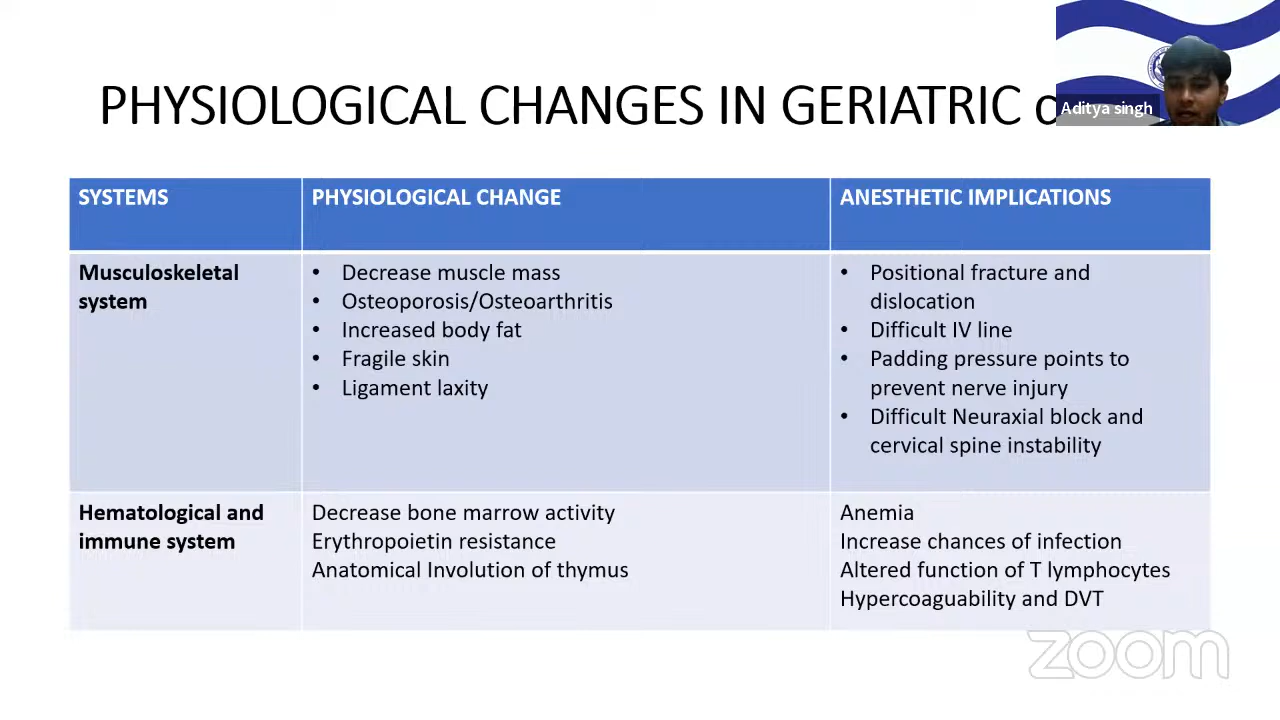 PHYSIOLOGICAL CHANGES IN GERIATRIC
Aditya singh
SYSTEMS
PHYSIOLOGICAL CHANGE
ANESTHETIC IMPLICATIONS
Musculoskeletal
system
• Decrease muscle mass
• Osteoporosis/Osteoarthritis
• Increased body fat
• Fragile skin
• Ligament laxity
• Positional fracture and
dislocation
• Difficult IV line
• Padding pressure points to
prevent nerve injury
• Difficult Neuraxial block and
cervical spine instability
Hematological and
immune system
Decrease bone marrow activity
Erythropoietin resistance
Anatomical Involution of thymus
Anemia
Increase chances of infection
Altered function of T lymphocytes
Hypercoaguability and DVT
zoom